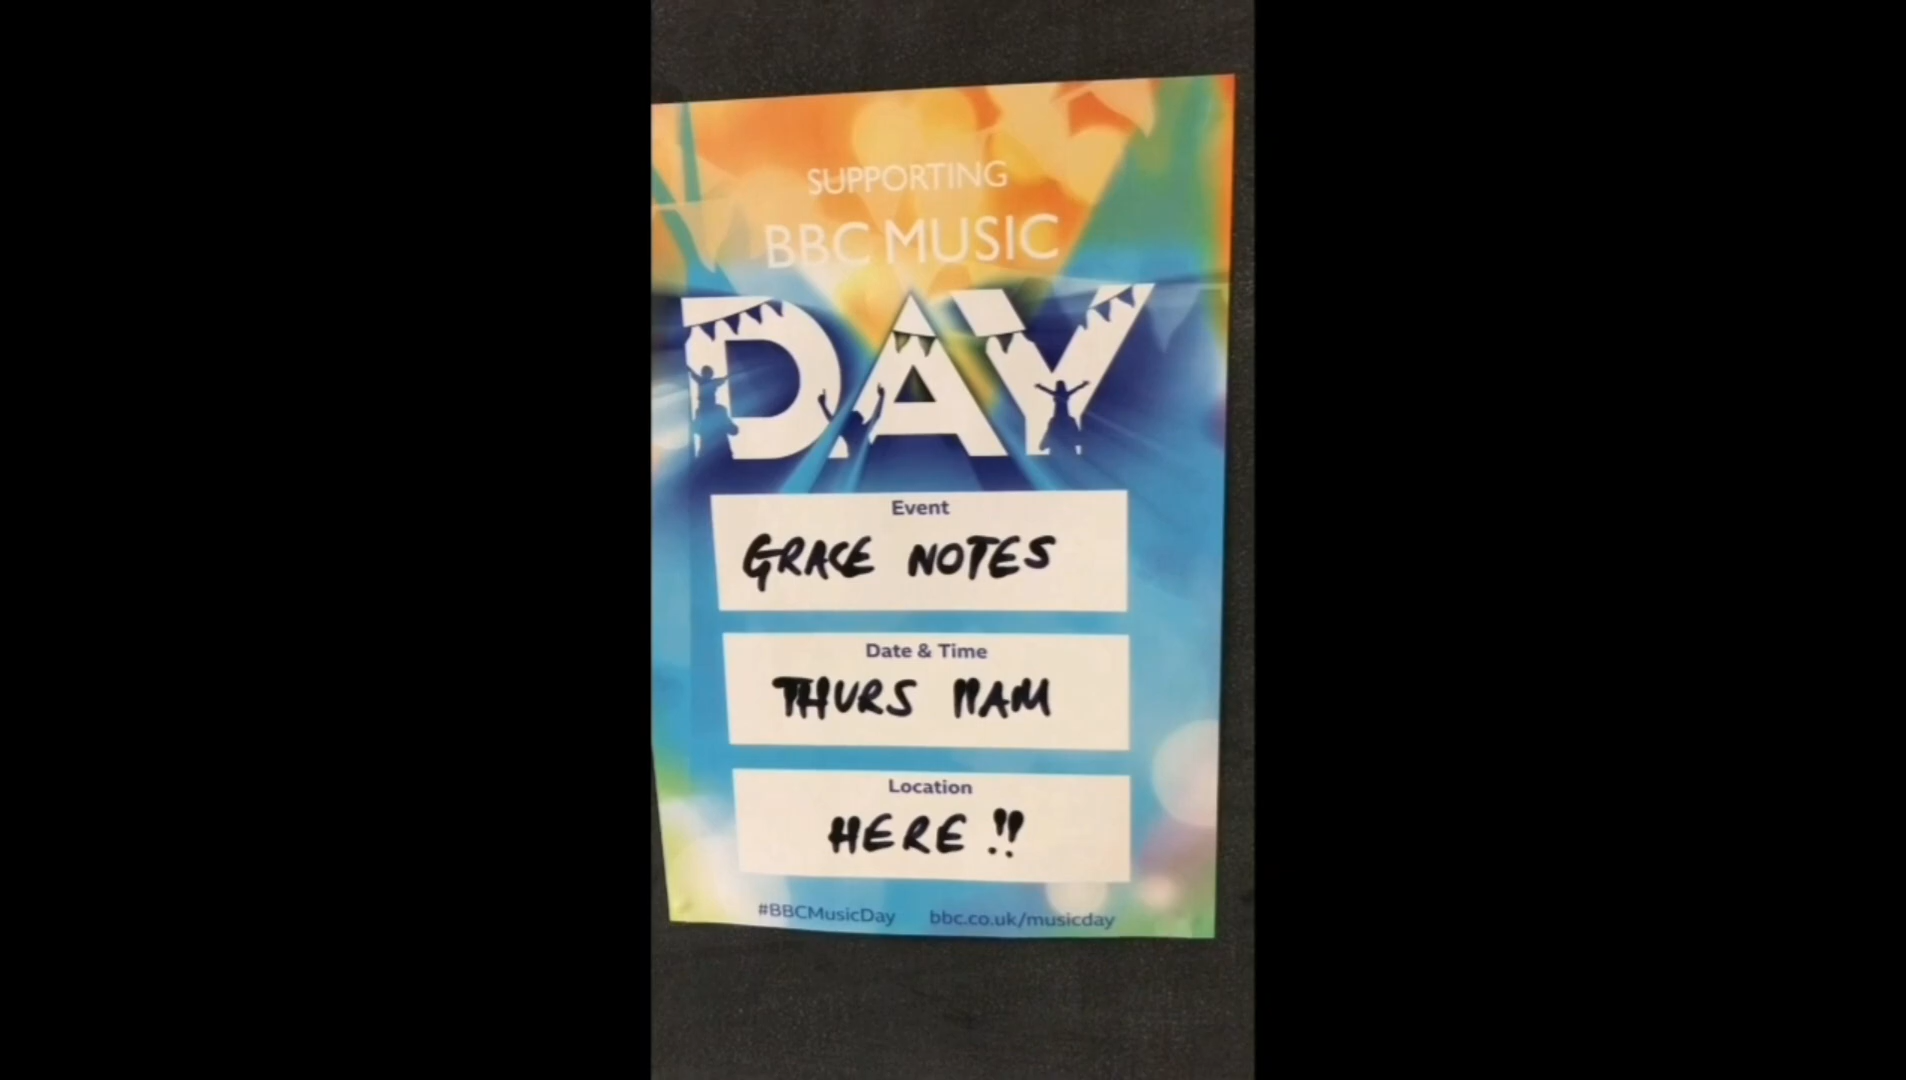 SUPPORTING
BBC MUSIC
DAY
Event
GRACE NOTES
Date & Time
THURS 11AM
Location
HERE !!
#BBCMusicDay bbc.co.uk/musicday